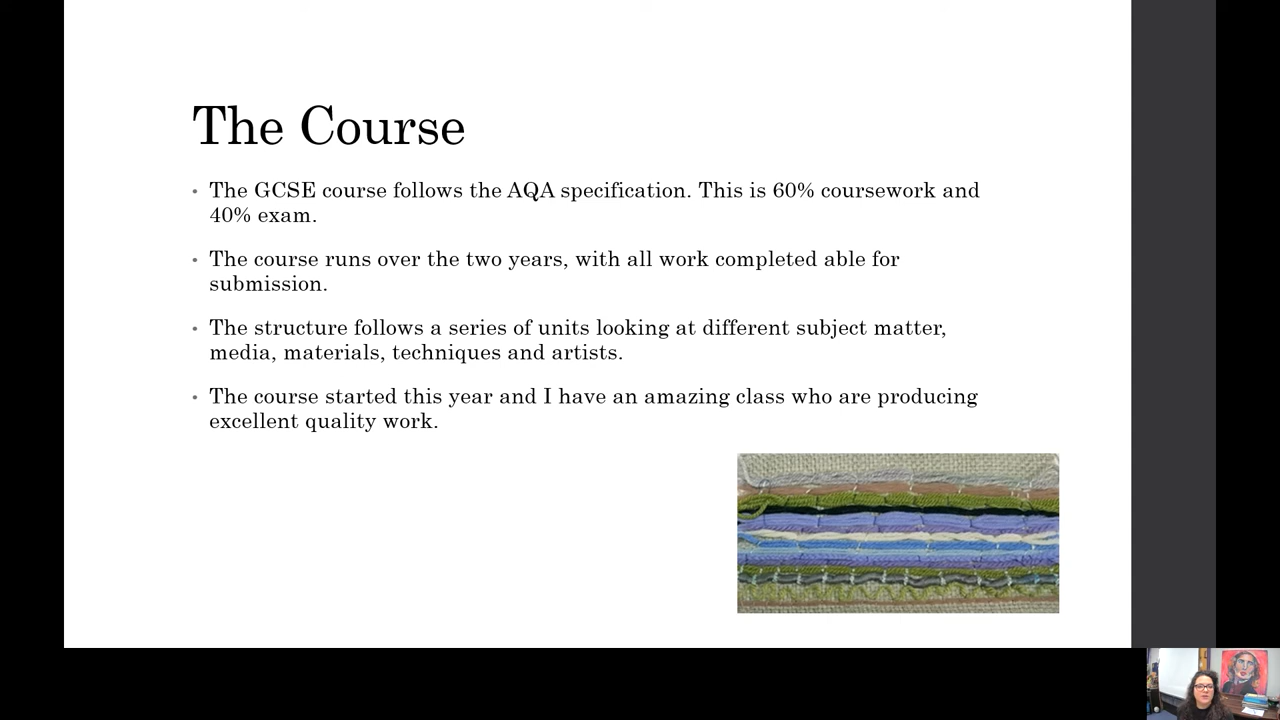 The Course
The GCSE course follows the AQA specification. This is 60% coursework and
40% exam.
The course runs over the two years, with all work completed able for
submission.
The structure follows a series of units looking at different subject matter,
media, materials, techniques and artists.
The course started this year and I have an amazing class who are producing
excellent quality work.